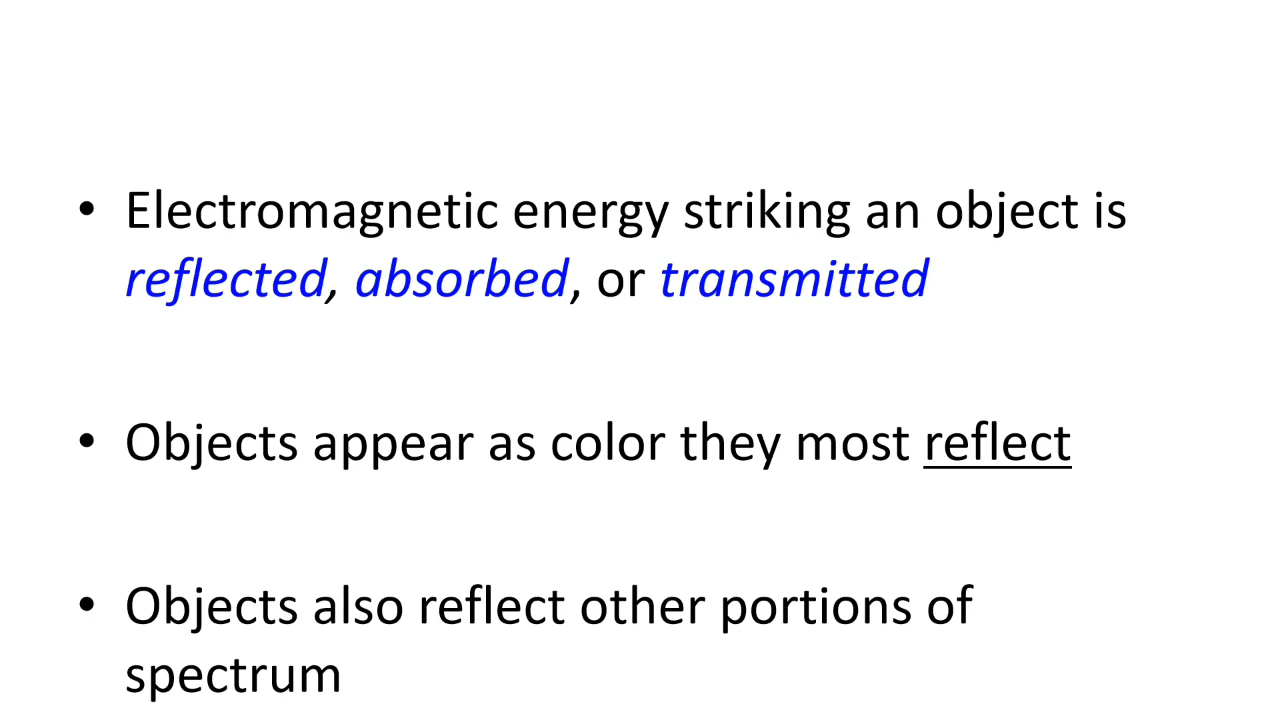 • Electromagnetic energy striking an object is
reflected, absorbed, or transmitted
• Objects appear as color they most reflect
• Objects also reflect other portions of
spectrum